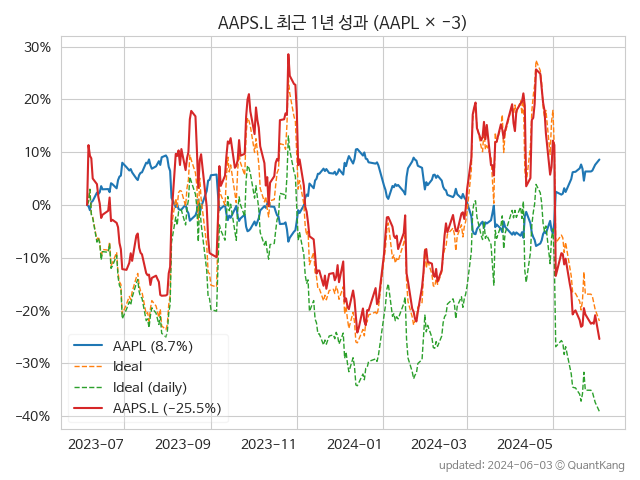 AAPS.L 최근 1년 성과 (AAPL × −3)
30%
20%
10%
0%
−10%
−20%
−30%
−40%
AAPL (8.7%)
Ideal
Ideal (daily)
AAPS.L (−25.5%)
2023-07 2023-09 2023-11 2024-01 2024-03 2024-05
updated: 2024-06-03 © QuantKang